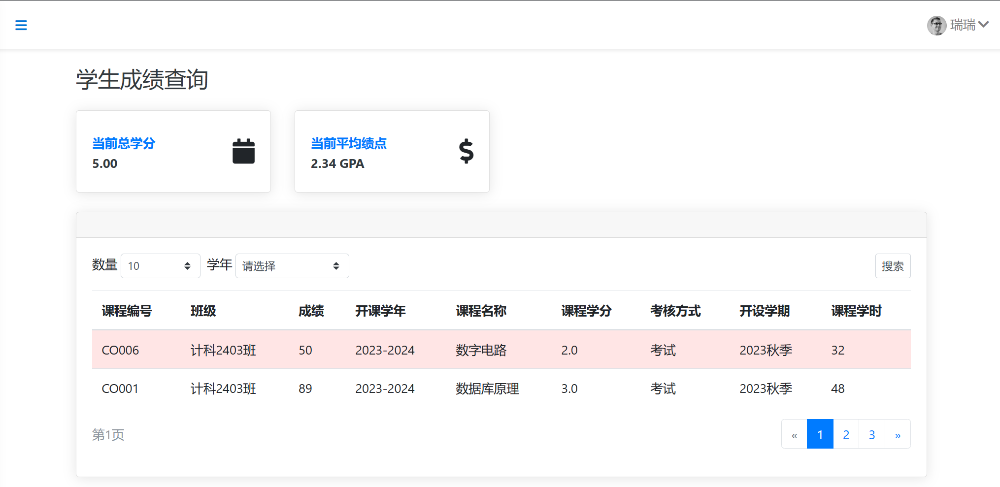 瑞瑞
学生成绩查询
当前总学分
5.00
当前平均绩点
2.34 GPA
数量 10 学年 请选择 搜索
课程编号 班级 成绩 开课学年 课程名称 课程学分 考核方式 开设学期 课程学时
CO006 计科2403班 50 2023-2024 数字电路 2.0 考试 2023秋季 32
CO001 计科2403班 89 2023-2024 数据库原理 3.0 考试 2023秋季 48
第1页 « 1 2 3 »